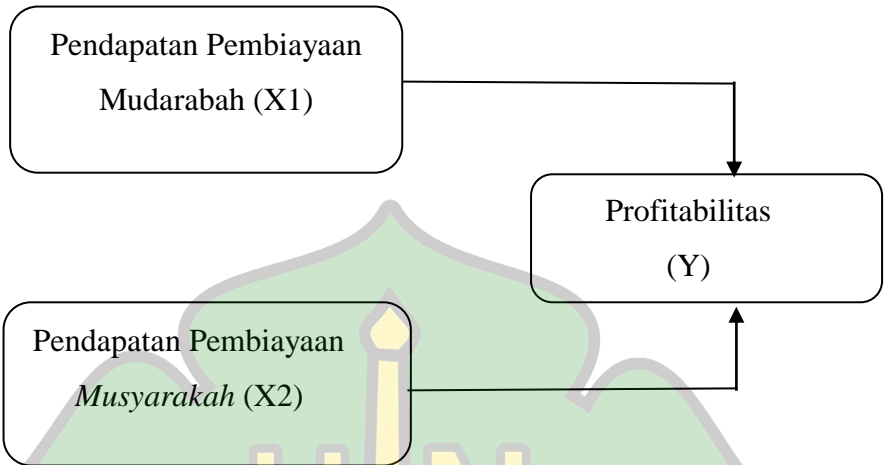 Pendapatan Pembiayaan
Mudarabah (X1)
Profitabilitas
(Y)
Pendapatan Pembiayaan
Musyarakah (X2)